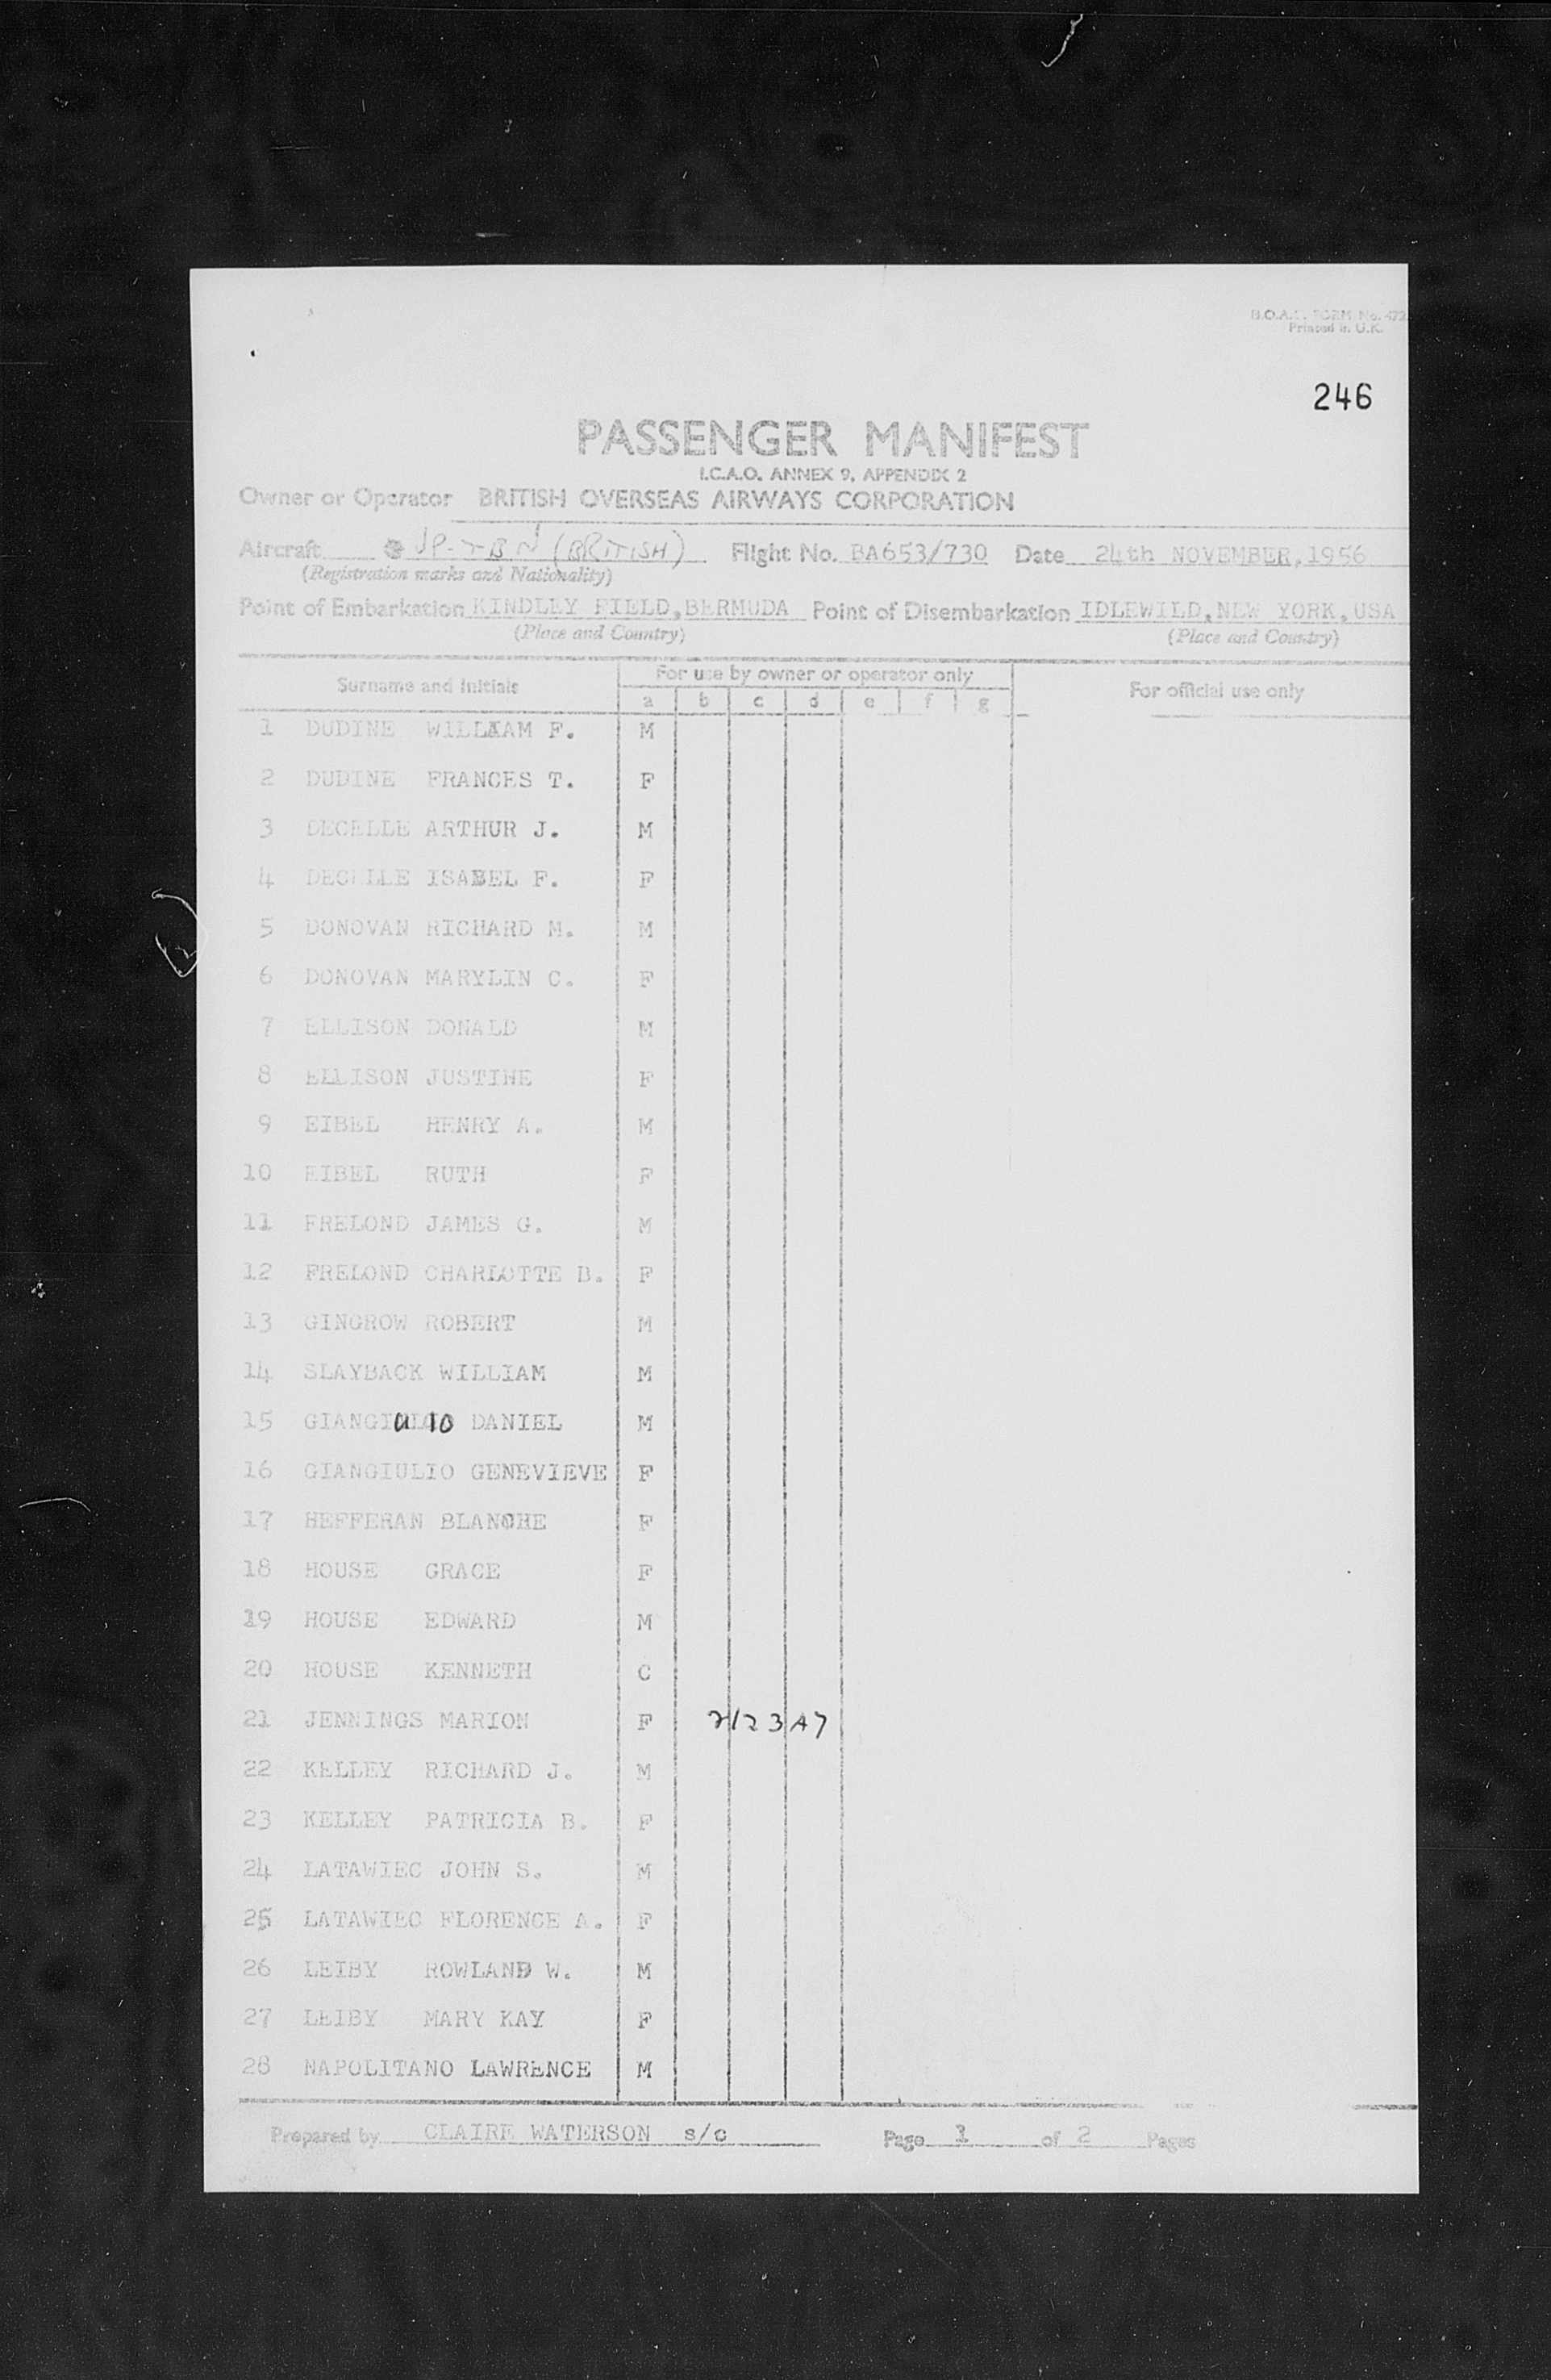 B.O.A.C. FORM No. 472
Printed in U.K.
246
PASSENGER MANIFEST
I.C.A.O. ANNEX 9, APPENDIX 2
Owner or Operator BRITISH OVERSEAS AIRWAYS CORPORATION
Aircraft VP-TBN (BRITISH) Flight No. BA653/730 Date 24th NOVEMBER, 1956
(Registration marks and Nationality)
Point of Embarkation KINDLEY FIELD, BERMUDA Point of Disembarkation IDLEWILD, NEW YORK, USA
(Place and Country) (Place and Country)
Surname and Initials For use by owner or operator only For official use only
a b c d e f g
1 DUDINE WILLIAM F. M
2 DUDINE FRANCES T. F
3 DECELLE ARTHUR J. M
4 DECELLE ISABEL F. F
5 DONOVAN RICHARD M. M
6 DONOVAN MARYLIN C. F
7 ELLISON DONALD M
8 ELLISON JUSTINE F
9 EIBEL HENRY A. M
10 EIBEL RUTH F
11 FRELOND JAMES G. M
12 FRELOND CHARLOTTE B. F
13 GINGROW ROBERT M
14 SLAYBACK WILLIAM M
15 GIANGIULIO DANIEL M
16 GIANGIULIO GENEVIEVE F
17 HEFFERAN BLANCHE F
18 HOUSE GRACE F
19 HOUSE EDWARD M
20 HOUSE KENNETH C
21 JENNINGS MARION F
22 KELLEY RICHARD J. M
23 KELLEY PATRICIA B. F
24 LATAWIEC JOHN S. M
25 LATAWIEC FLORENCE A. F
26 LEIBY ROWLAND W. M
27 LEIBY MARY KAY F
28 NAPOLITANO LAWRENCE M
Prepared by CLAIRE WATERSON s/c Page 1 of 2 Pages